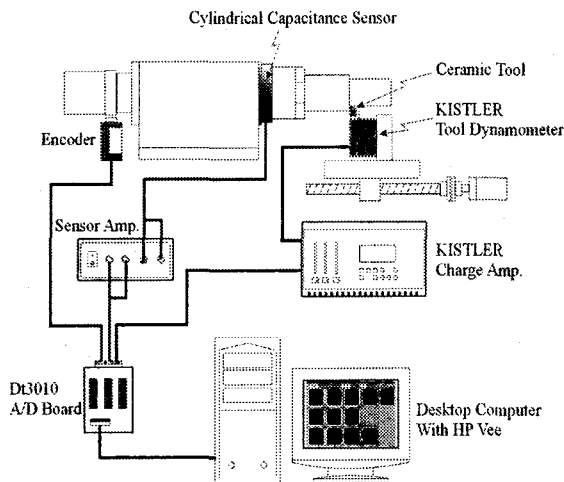 Cylindrical Capacitance Sensor
Ceramic Tool
KISTLER
Tool Dynamometer
Encoder
Sensor Amp.
KISTLER
Charge Amp.
Dt3010
A/D Board
Desktop Computer
With HP Vee